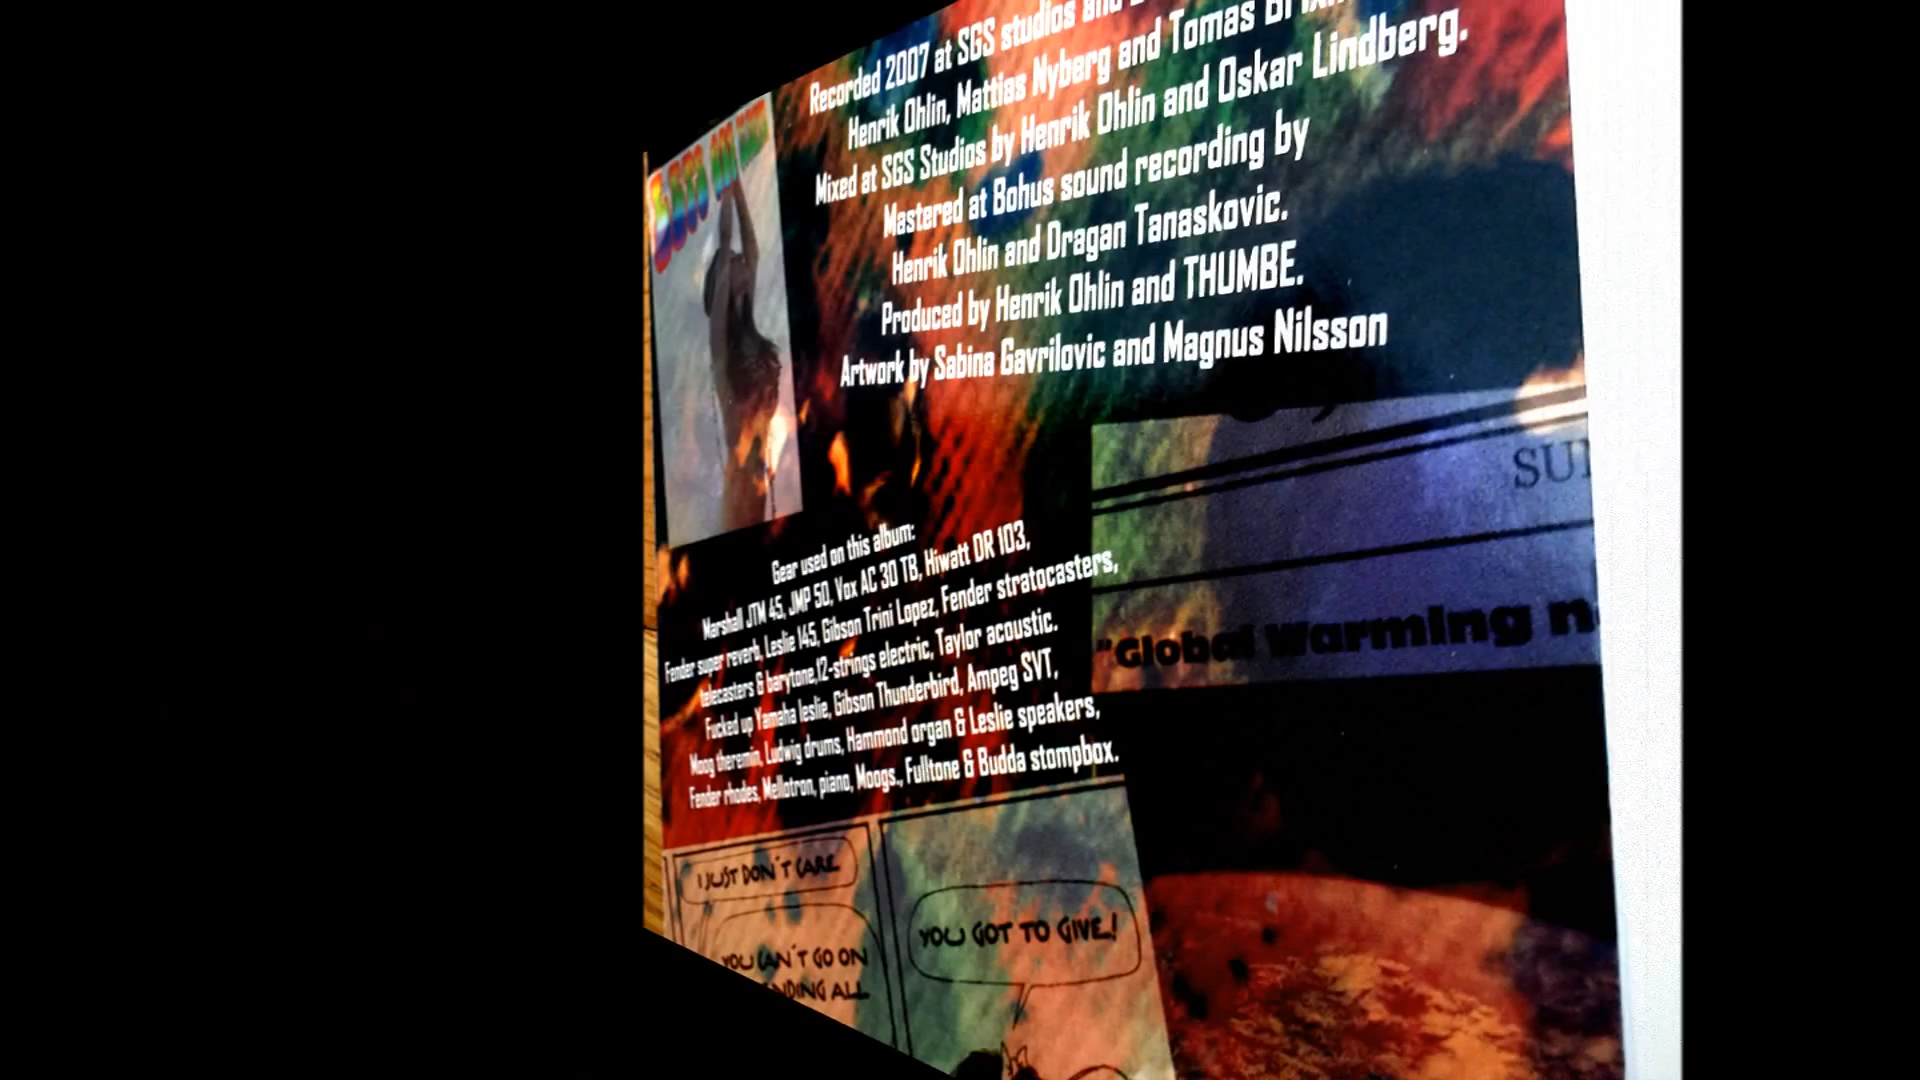 Recorded 2007 at SGS studios and
Henrik Ohlin, Mattias Nyberg and Tomas
Mixed at SGS Studios by Henrik Ohlin and Oskar Lindberg.
Mastered at Bohus sound recording by
Henrik Ohlin and Dragan Tanaskovic.
Produced by Henrik Ohlin and THUMBE.
Artwork by Sabina Gavrilovic and Magnus Nilsson
Gear used on this album:
Marshall JTM 45, JMP 50, Vox AC 30 TB, Hiwatt DR 103,
Fender super reverb, Leslie 145, Gibson Trini Lopez, Fender stratocasters,
telecasters & barytone,12-strings electric, Taylor acoustic.
Fucked up Yamaha leslie, Gibson Thunderbird, Ampeg SVT,
Moog theremin, Ludwig drums, Hammond organ & Leslie speakers,
Fender rhodes, Mellotron, piano, Moogs., Fulltone & Budda stompbox.
"Global Warming
I JUST DON'T CARE
YOU CAN'T GO ON
ALL
YOU GOT TO GIVE!